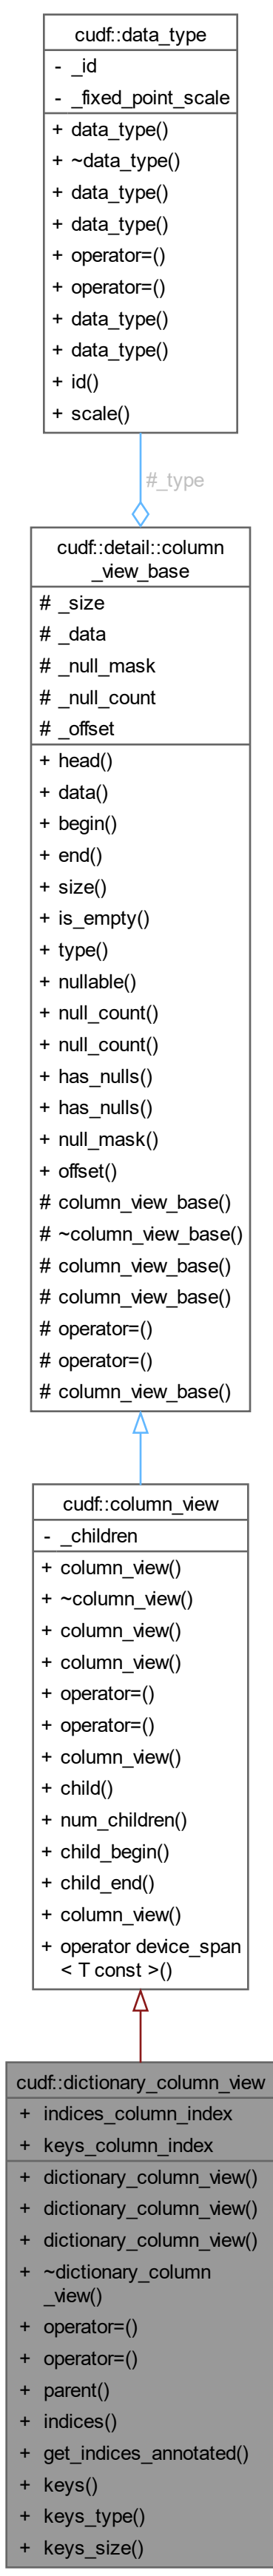 cudf::data_type
- _id
- _fixed_point_scale
+ data_type()
+ ~data_type()
+ data_type()
+ data_type()
+ operator=()
+ operator=()
+ data_type()
+ data_type()
+ id()
+ scale()
#_type
cudf::detail::column
_view_base
# _size
# _data
# _null_mask
# _null_count
# _offset
+ head()
+ data()
+ begin()
+ end()
+ size()
+ is_empty()
+ type()
+ nullable()
+ null_count()
+ null_count()
+ has_nulls()
+ has_nulls()
+ null_mask()
+ offset()
# column_view_base()
# ~column_view_base()
# column_view_base()
# column_view_base()
# operator=()
# operator=()
# column_view_base()
cudf::column_view
- _children
+ column_view()
+ ~column_view()
+ column_view()
+ column_view()
+ operator=()
+ operator=()
+ column_view()
+ child()
+ num_children()
+ child_begin()
+ child_end()
+ column_view()
+ operator device_span
< T const >()
cudf::dictionary_column_view
+ indices_column_index
+ keys_column_index
+ dictionary_column_view()
+ dictionary_column_view()
+ dictionary_column_view()
+ ~dictionary_column
_view()
+ operator=()
+ operator=()
+ parent()
+ indices()
+ get_indices_annotated()
+ keys()
+ keys_type()
+ keys_size()